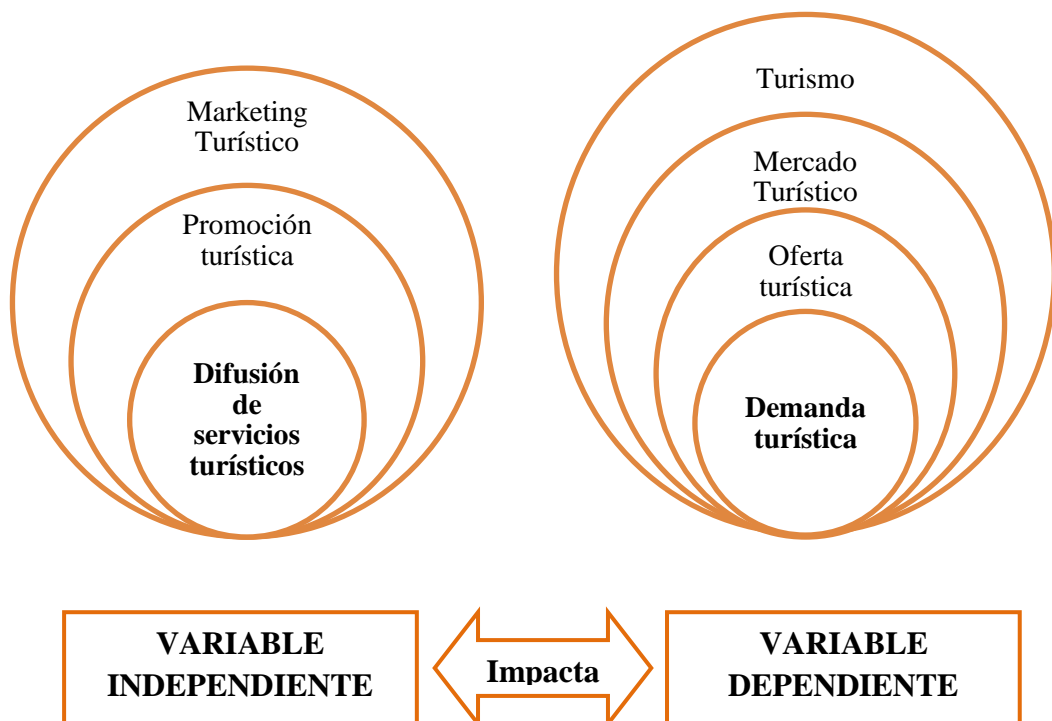 Marketing
Turístico
Promoción
turística
Difusión
de
servicios
turísticos
Turismo
Mercado
Turístico
Oferta
turística
Demanda
turística
VARIABLE
INDEPENDIENTE
Impacta
VARIABLE
DEPENDIENTE